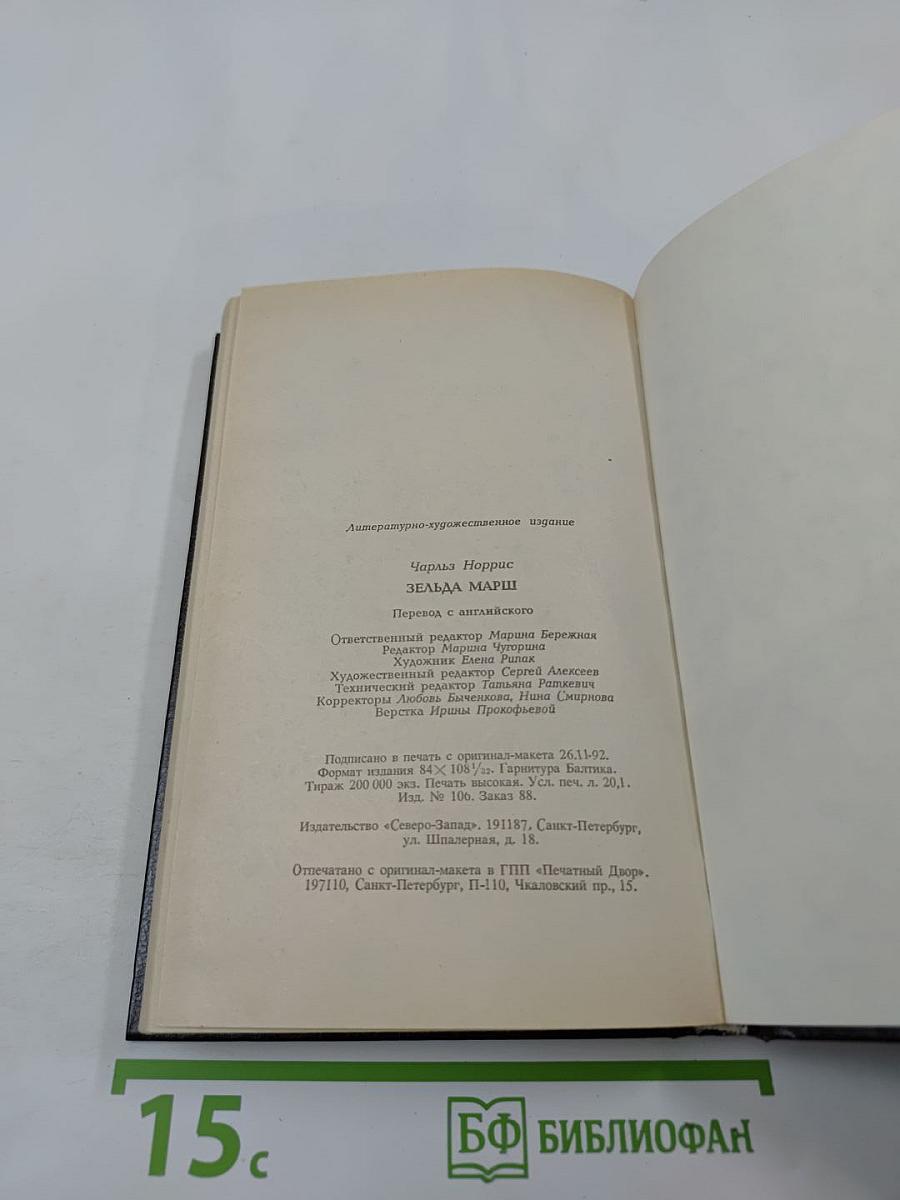 Литературно-художественное издание
Чарльз Норрис
ЗЕЛЬДА МАРШ
Перевод с английского
Ответственный редактор Марина Бережная
Редактор Марина Чугорина
Художник Елена Рипак
Художественный редактор Сергей Алексеев
Технический редактор Татьяна Раткевич
Корректоры Любовь Быченкова, Нина Смирнова
Верстка Ирины Прокофьевой
Подписано в печать с оригинал-макета 26.11-92.
Формат издания 84×108 1/32. Гарнитура Балтика.
Тираж 200 000 экз. Печать высокая. Усл. печ. л. 20,1.
Изд. № 106. Заказ 88.
Издательство «Северо-Запад». 191187, Санкт-Петербург,
ул. Шпалерная, д. 18.
Отпечатано с оригинал-макета в ГПП «Печатный Двор».
197110, Санкт-Петербург, П-110, Чкаловский пр., 15.
15 с
БФ БИБЛИОФАН